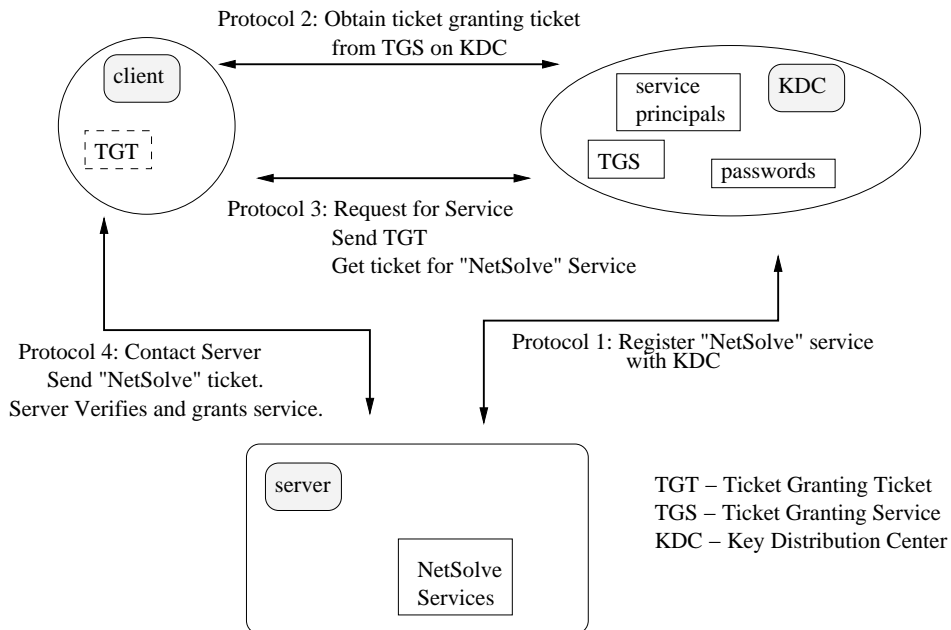 Protocol 2: Obtain ticket granting ticket
from TGS on KDC
client
TGT
service
principals
KDC
TGS
passwords
Protocol 3: Request for Service
Send TGT
Get ticket for "NetSolve" Service
Protocol 4: Contact Server
Send "NetSolve" ticket.
Server Verifies and grants service.
Protocol 1: Register "NetSolve" service
with KDC
server
NetSolve
Services
TGT – Ticket Granting Ticket
TGS – Ticket Granting Service
KDC – Key Distribution Center